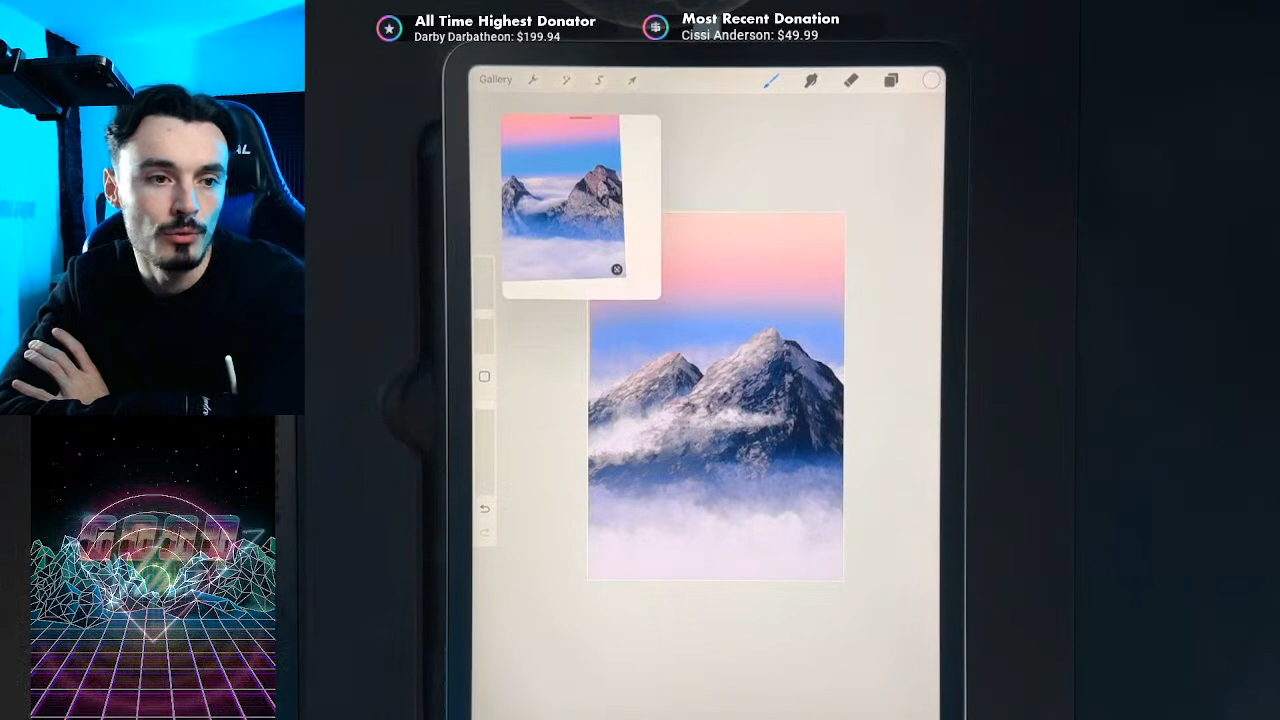 All Time Highest Donator
Darby Darbatheon: $199.94
Most Recent Donation
Cissi Anderson: $49.99
Gallery